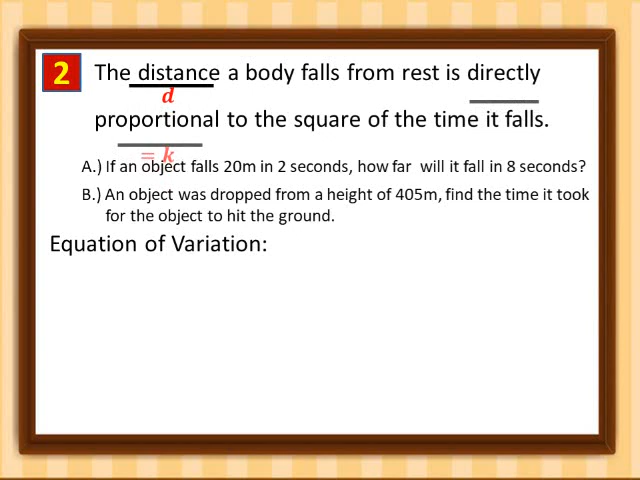 2 The distance a body falls from rest is directly
d
proportional to the square of the time it falls.
= k
A.) If an object falls 20m in 2 seconds, how far will it fall in 8 seconds?
B.) An object was dropped from a height of 405m, find the time it took
for the object to hit the ground.
Equation of Variation: